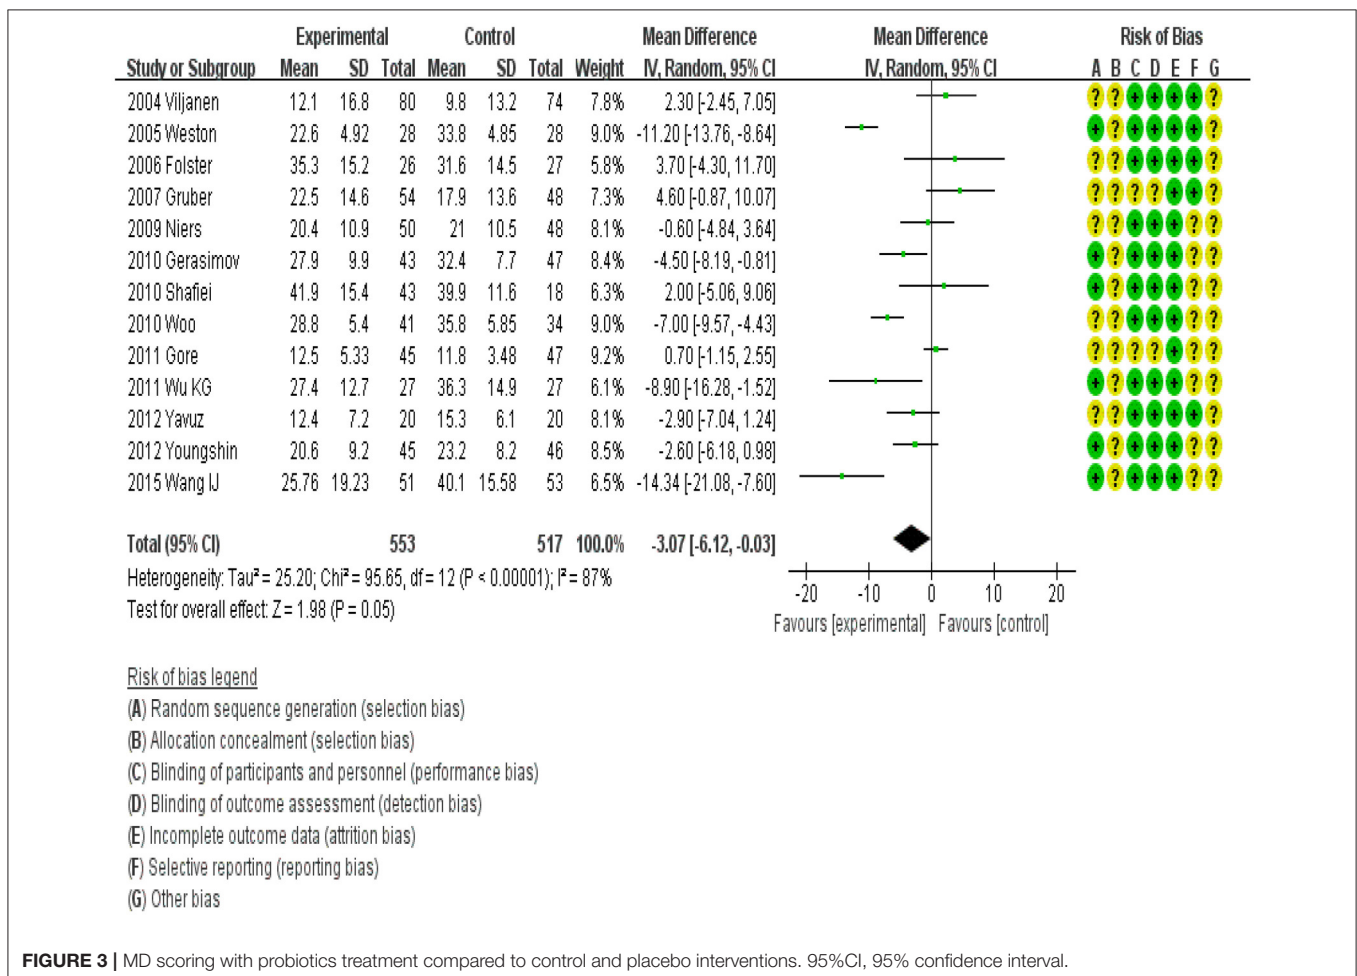 Experimental Control Mean Difference Mean Difference Risk of Bias
Study or Subgroup Mean SD Total Mean SD Total Weight IV, Random, 95% CI IV, Random, 95% CI A B C D E F G
2004 Viljanen 12.1 16.8 80 9.8 13.2 74 7.8% 2.30 [-2.45, 7.05] ? ? + + + + ?
2005 Weston 22.6 4.92 28 33.8 4.85 28 9.0% -11.20 [-13.76, -8.64] + ? + + + + ?
2006 Folster 35.3 15.2 26 31.6 14.5 27 5.8% 3.70 [-4.30, 11.70] ? ? + + + ? ?
2007 Gruber 22.5 14.6 54 17.9 13.6 48 7.3% 4.60 [-0.87, 10.07] ? ? ? ? + + ?
2009 Niers 20.4 10.9 50 21 10.5 48 8.1% -0.60 [-4.84, 3.64] ? ? + + + ? ?
2010 Gerasimov 27.9 9.9 43 32.4 7.7 47 8.4% -4.50 [-8.19, -0.81] + ? + + + ? ?
2010 Shafiei 41.9 15.4 43 39.9 11.6 18 6.3% 2.00 [-5.06, 9.06] + ? + + + ? ?
2010 Woo 28.8 5.4 41 35.8 5.85 34 9.0% -7.00 [-9.57, -4.43] ? ? + + + ? ?
2011 Gore 12.5 5.33 45 11.8 3.48 47 9.2% 0.70 [-1.15, 2.55] ? ? ? ? + ? ?
2011 Wu KG 27.4 12.7 27 36.3 14.9 27 6.1% -8.90 [-16.28, -1.52] + ? + + + ? ?
2012 Yavuz 12.4 7.2 20 15.3 6.1 20 8.1% -2.90 [-7.04, 1.24] ? ? + + + + ?
2012 Youngshin 20.6 9.2 45 23.2 8.2 46 8.5% -2.60 [-6.18, 0.98] + ? + + + ? ?
2015 Wang IJ 25.76 19.23 51 40.1 15.58 53 6.5% -14.34 [-21.08, -7.60] + ? + + + ? ?
Total (95% CI) 553 517 100.0% -3.07 [-6.12, -0.03]
Heterogeneity: Tau² = 25.20; Chi² = 95.65, df = 12 (P < 0.00001); I² = 87%
Test for overall effect: Z = 1.98 (P = 0.05)
-20 -10 0 10 20
Favours [experimental] Favours [control]
Risk of bias legend
(A) Random sequence generation (selection bias)
(B) Allocation concealment (selection bias)
(C) Blinding of participants and personnel (performance bias)
(D) Blinding of outcome assessment (detection bias)
(E) Incomplete outcome data (attrition bias)
(F) Selective reporting (reporting bias)
(G) Other bias
FIGURE 3 | MD scoring with probiotics treatment compared to control and placebo interventions. 95%CI, 95% confidence interval.